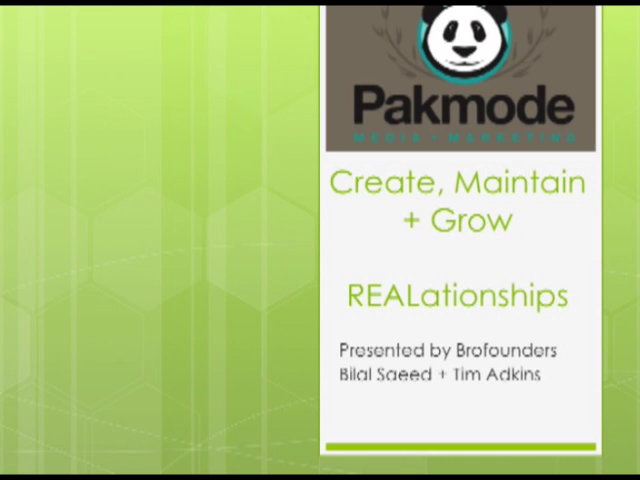 Pakmode
MEDIA + MARKETING
Create, Maintain
+ Grow
REALationships
Presented by Brofounders
Bilal Saeed + Tim Adkins